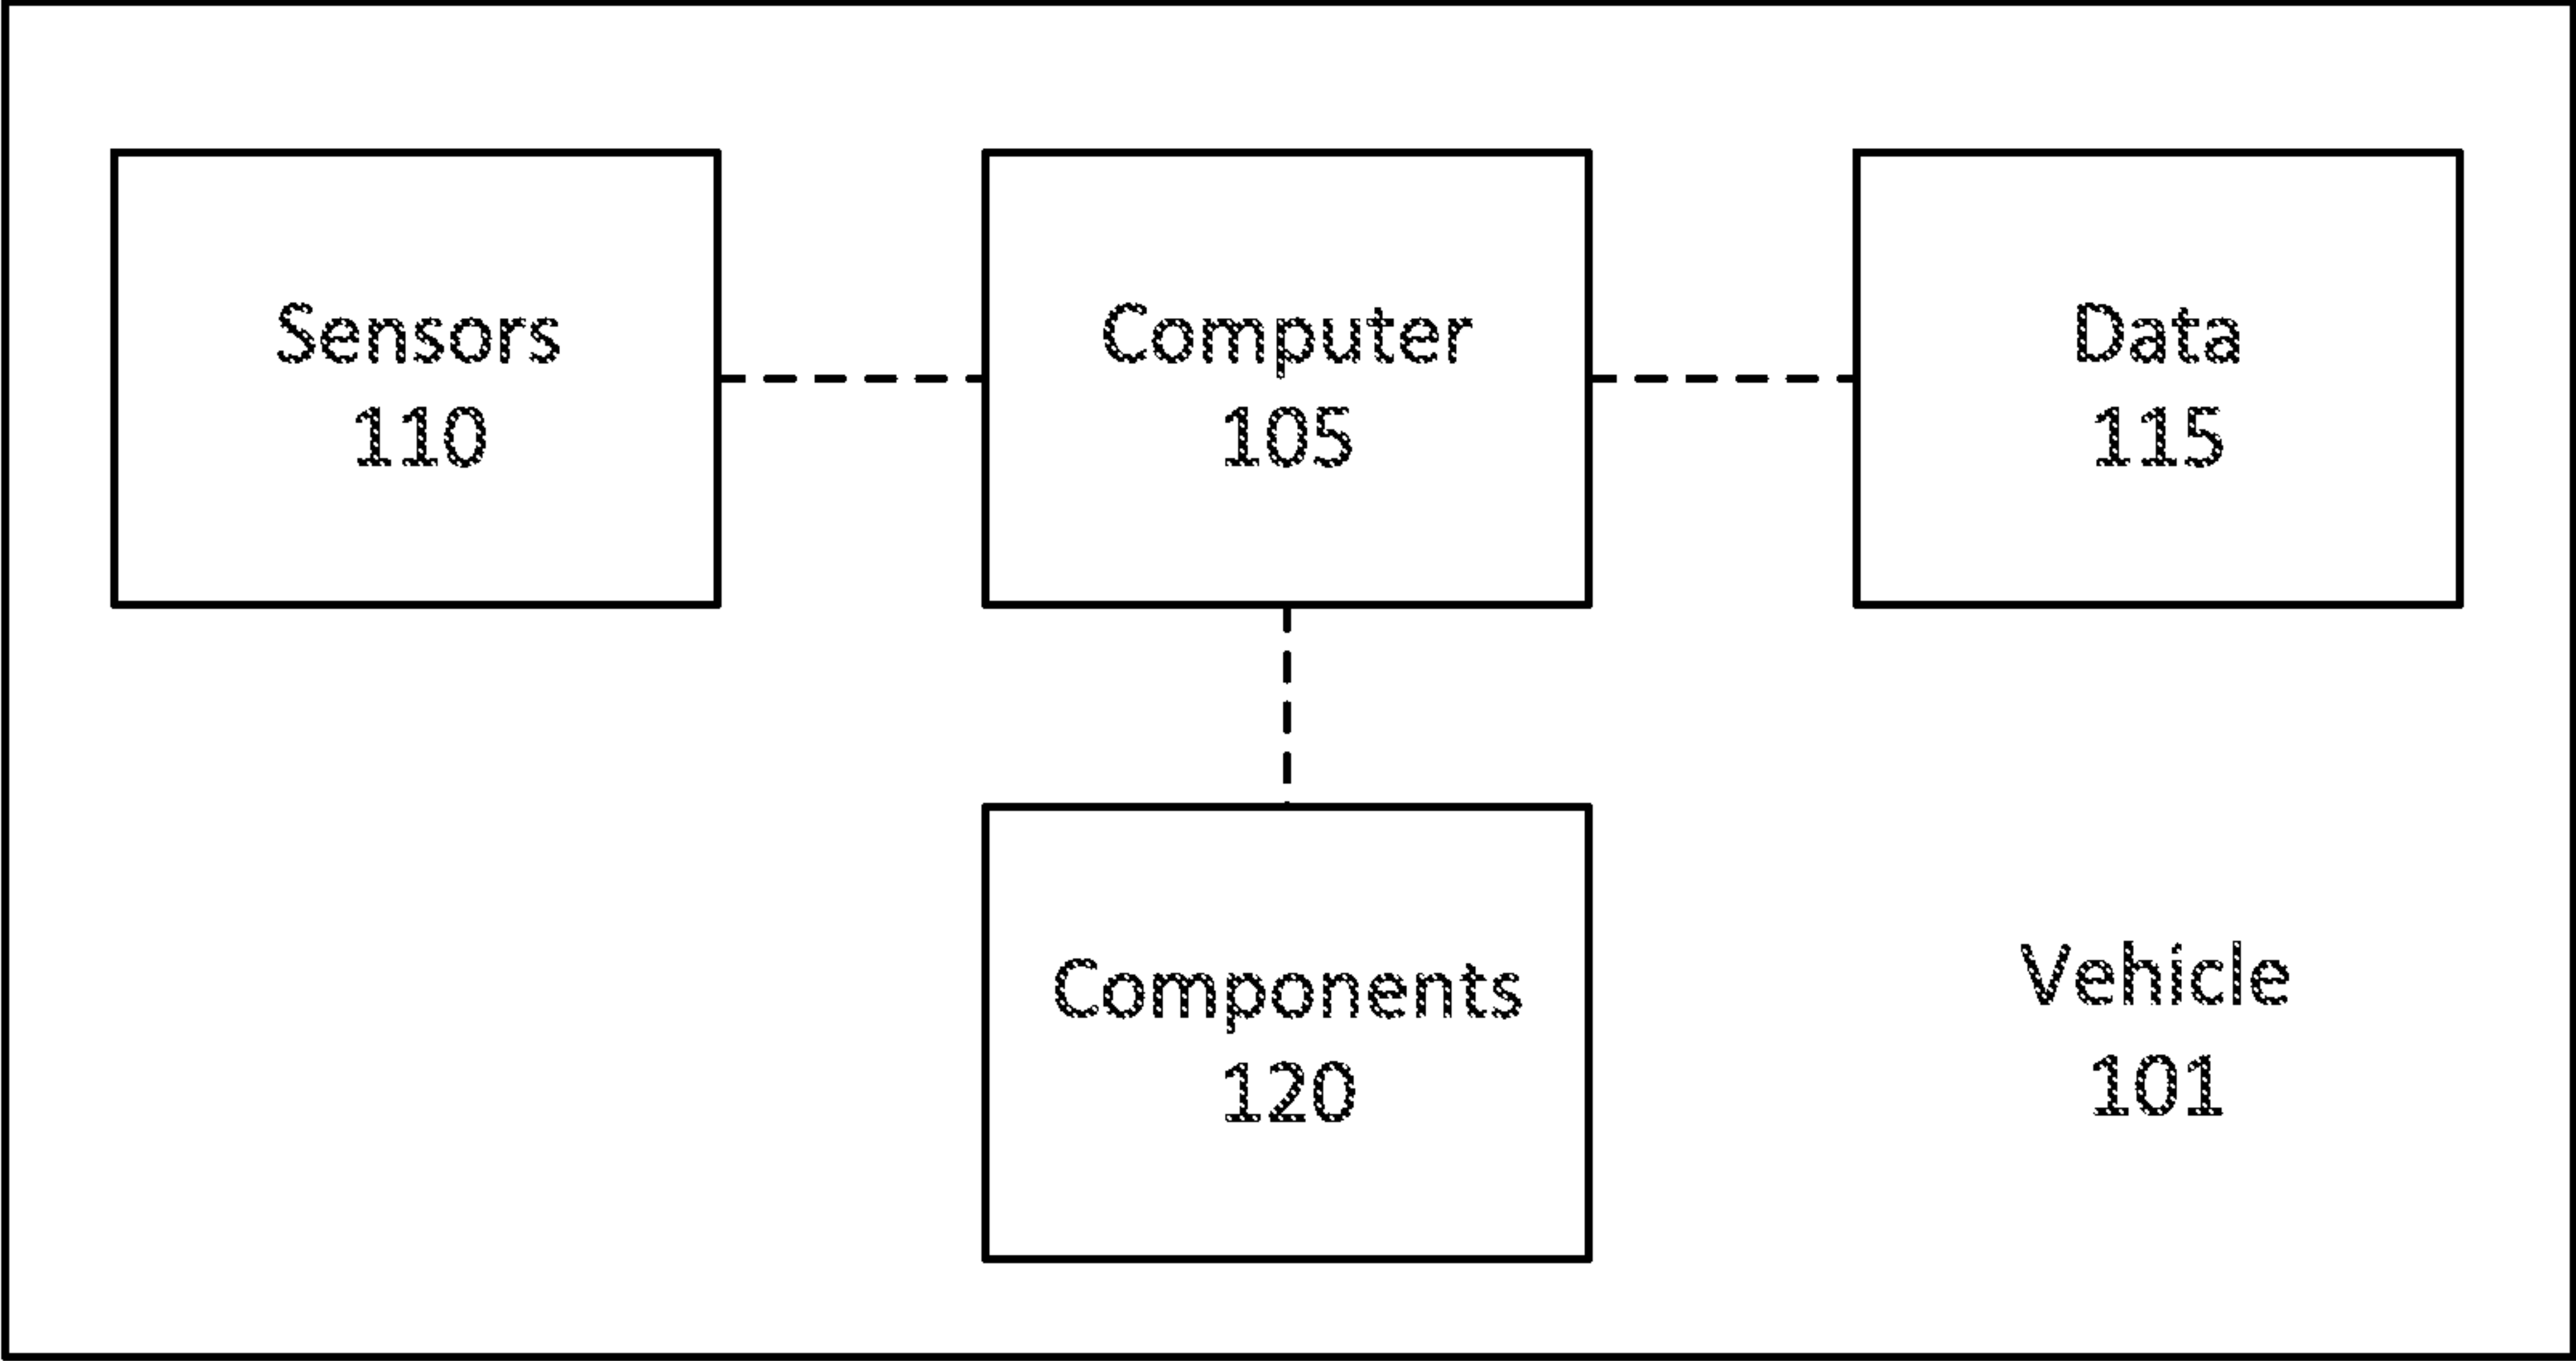 Sensors
110
Computer
105
Data
115
Components
120
Vehicle
101